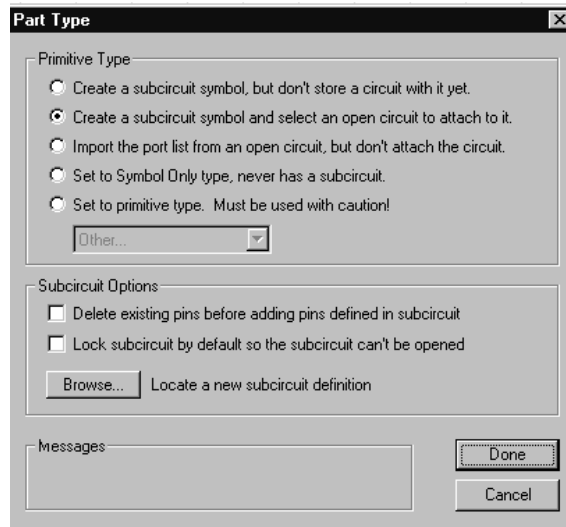 Part Type
Primitive Type
Create a subcircuit symbol, but don't store a circuit with it yet.
Create a subcircuit symbol and select an open circuit to attach to it.
Import the port list from an open circuit, but don't attach the circuit.
Set to Symbol Only type, never has a subcircuit.
Set to primitive type. Must be used with caution!
Other...
Subcircuit Options
Delete existing pins before adding pins defined in subcircuit
Lock subcircuit by default so the subcircuit can't be opened
Browse... Locate a new subcircuit definition
Messages
Done
Cancel